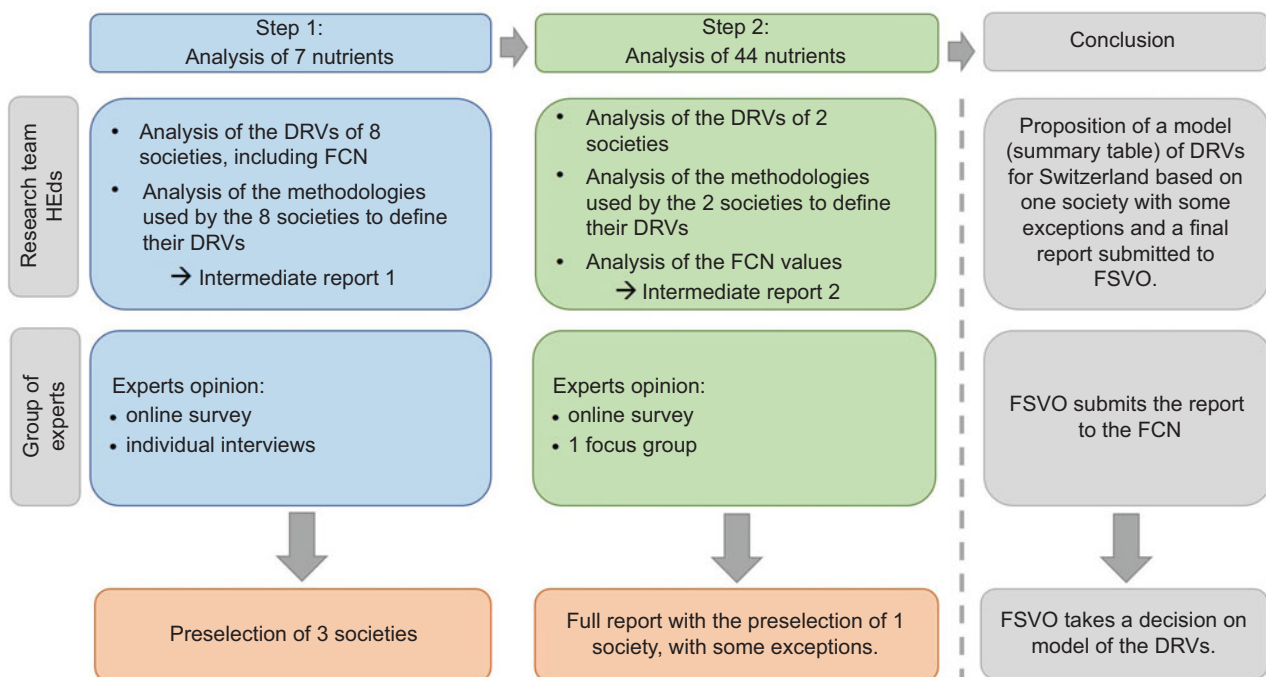 Step 1:
Analysis of 7 nutrients
Step 2:
Analysis of 44 nutrients
Conclusion
Research team
HEds
• Analysis of the DRVs of 8
societies, including FCN
• Analysis of the methodologies
used by the 8 societies to define
their DRVs
→ Intermediate report 1
• Analysis of the DRVs of 2
societies
• Analysis of the methodologies
used by the 2 societies to define
their DRVs
• Analysis of the FCN values
→ Intermediate report 2
Proposition of a model
(summary table) of DRVs
for Switzerland based on
one society with some
exceptions and a final
report submitted to
FSVO.
Group of
experts
Experts opinion:
• online survey
• individual interviews
Experts opinion:
• online survey
• 1 focus group
FSVO submits the report
to the FCN
Preselection of 3 societies
Full report with the preselection of 1
society, with some exceptions.
FSVO takes a decision on
model of the DRVs.